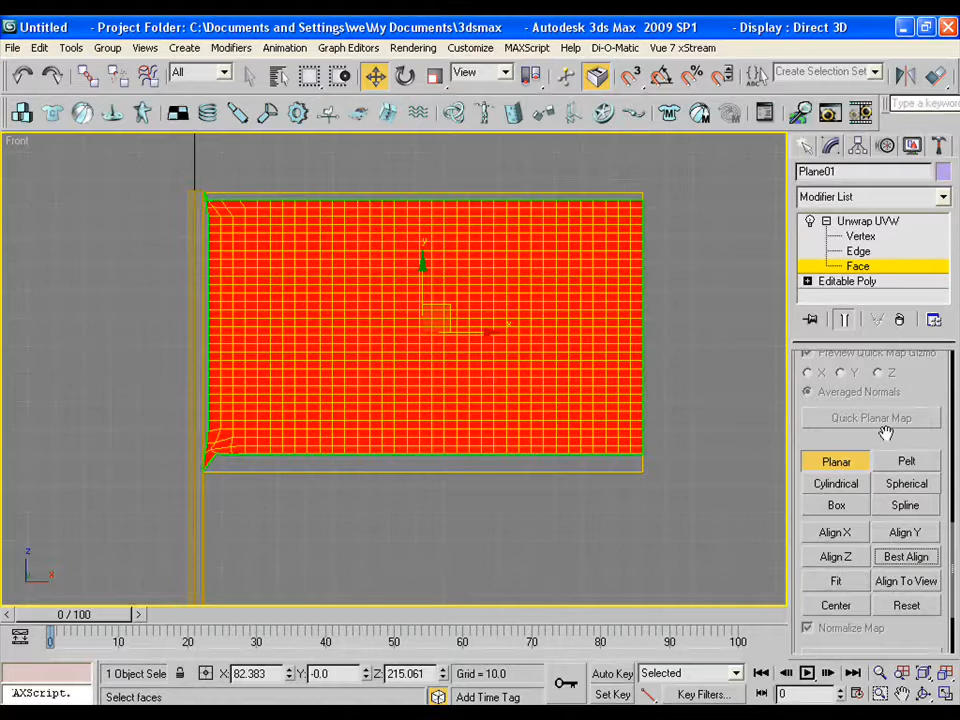 Untitled - Project Folder: C:\Documents and Settings\we\My Documents\3dsmax - Autodesk 3ds Max 2009 SP1 - Display : Direct 3D
File Edit Tools Group Views Create Modifiers Animation Graph Editors Rendering Customize MAXScript Help Di-O-Matic Vue 7 xStream
All View Create Selection Set
Type a keyword
Front
Plane01
Modifier List
Unwrap UVW
Vertex
Edge
Face
Editable Poly
Preview Quick Map Gizmo
X Y Z
Averaged Normals
Quick Planar Map
Planar Pelt
Cylindrical Spherical
Box Spline
Align X Align Y
Align Z Best Align
Fit Align To View
Center Reset
Normalize Map
y
x
z
x
0 / 100
0 10 20 30 40 50 60 70 80 90 100
1 Object Sele X: 82.383 Y: -0.0 Z: 215.061 Grid = 10.0 Auto Key Selected
'AXScript. Select faces Add Time Tag Set Key Key Filters... 0